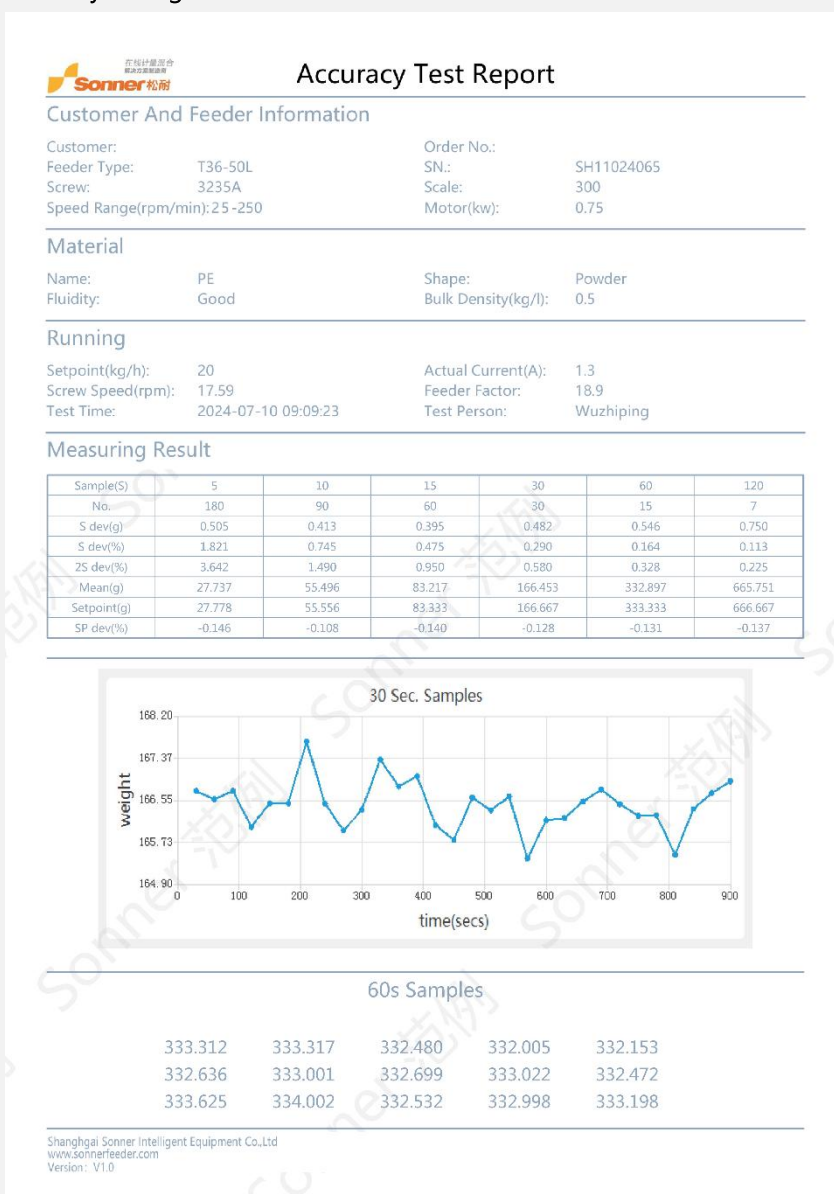 在线计量混合
解决方案制造商
Sonner松耐
Accuracy Test Report
Customer And Feeder Information
Customer: Order No.:
Feeder Type: T36-50L SN.: SH11024065
Screw: 3235A Scale: 300
Speed Range(rpm/min): 25-250 Motor(kw): 0.75
Material
Name: PE Shape: Powder
Fluidity: Good Bulk Density(kg/l): 0.5
Running
Setpoint(kg/h): 20 Actual Current(A): 1.3
Screw Speed(rpm): 17.59 Feeder Factor: 18.9
Test Time: 2024-07-10 09:09:23 Test Person: Wuzhiping
Measuring Result
Sample(S) 5 10 15 30 60 120
No. 180 90 60 30 15 7
S dev(g) 0.505 0.413 0.395 0.482 0.546 0.750
S dev(%) 1.821 0.745 0.475 0.290 0.164 0.113
2S dev(%) 3.642 1.490 0.950 0.580 0.328 0.225
Mean(g) 27.737 55.496 83.217 166.453 332.897 665.751
Setpoint(g) 27.778 55.556 83.333 166.667 333.333 666.667
SP dev(%) -0.146 -0.108 -0.140 -0.128 -0.131 -0.137
30 Sec. Samples
168.20
167.37
166.55
165.73
164.90
weight
0 100 200 300 400 500 600 700 800 900
time(secs)
60s Samples
333.312 333.317 332.480 332.005 332.153
332.636 333.001 332.699 333.022 332.472
333.625 334.002 332.532 332.998 333.198
Shanghgai Sonner Intelligent Equipment Co.,Ltd
www.sonnerfeeder.com
Version: V1.0
Sonner 范例
Sonner 范例
Sonner 范例